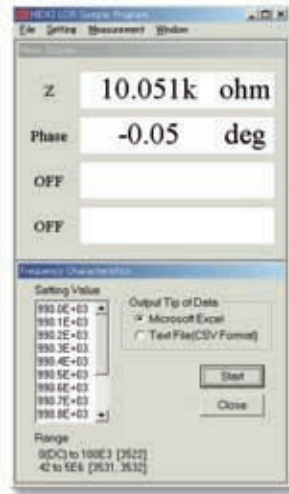 HIOKI LCR Sample Program
File Setting Measurement Window
Z 10.051k ohm
Phase -0.05 deg
OFF
OFF
Frequency Characteristics
Setting Value
990.0E+03
990.1E+03
990.2E+03
990.3E+03
990.4E+03
990.5E+03
990.6E+03
990.7E+03
990.8E+03
Output Tip of Data
Microsoft Excel
Text File(CSV Format)
Start
Close
Range
0(DC) to 100E3 [3522]
42 to 5E6 [3531, 3532]